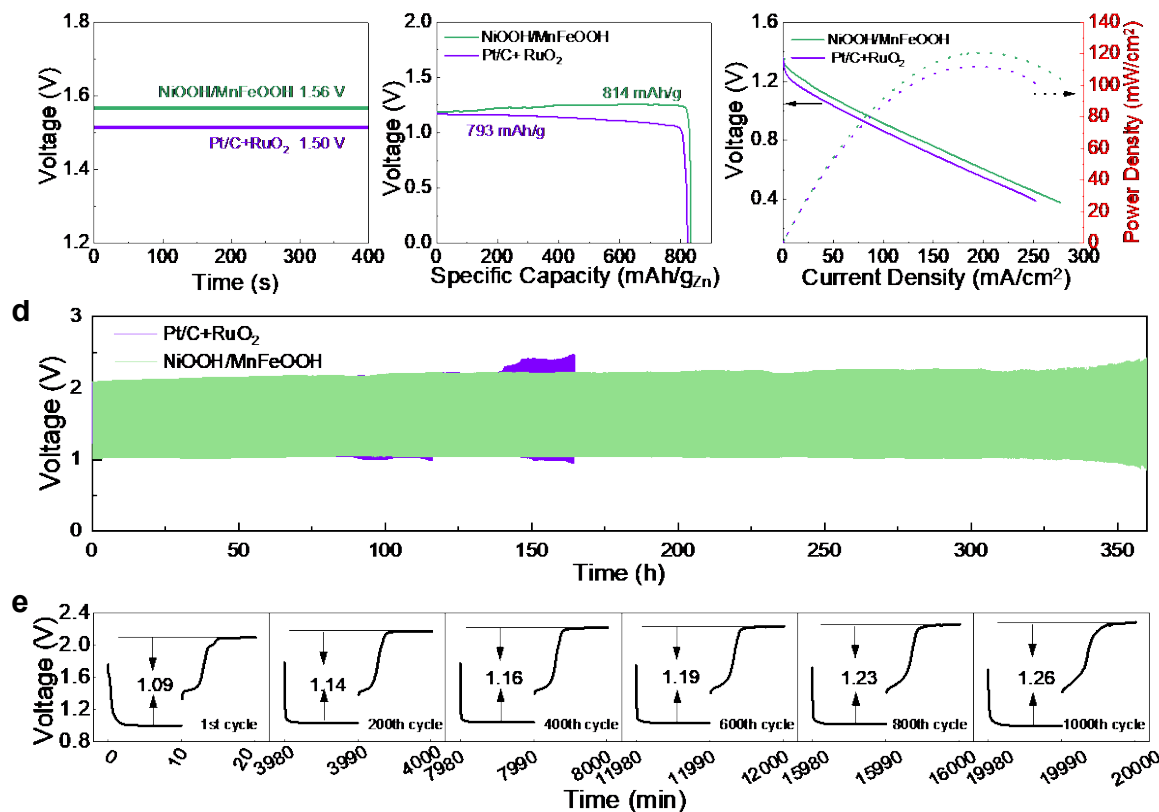 1.8
1.6
1.4
1.2
Voltage (V)
NiOOH/MnFeOOH 1.56 V
Pt/C+RuO2 1.50 V
0 100 200 300 400
Time (s)
2.0
1.5
1.0
0.5
0.0
Voltage (V)
NiOOH/MnFeOOH
Pt/C+ RuO2
814 mAh/g
793 mAh/g
0 200 400 600 800
Specific Capacity (mAh/gZn)
1.6
1.2
0.8
0.4
Voltage (V)
NiOOH/MnFeOOH
Pt/C+RuO2
140
120
100
80
60
40
20
0
Power Density (mW/cm2)
0 50 100 150 200 250 300
Current Density (mA/cm2)
d
3
2
1
0
Voltage (V)
Pt/C+RuO2
NiOOH/MnFeOOH
0 50 100 150 200 250 300 350
Time (h)
e
2.4
2.0
1.6
1.2
0.8
Voltage (V)
1.09
1st cycle
1.14
200th cycle
1.16
400th cycle
1.19
600th cycle
1.23
800th cycle
1.26
1000th cycle
0 10 20 3980 3990 4000 7980 7990 8000 11980 11990 12000 15980 15990 16000 19980 19990 20000
Time (min)